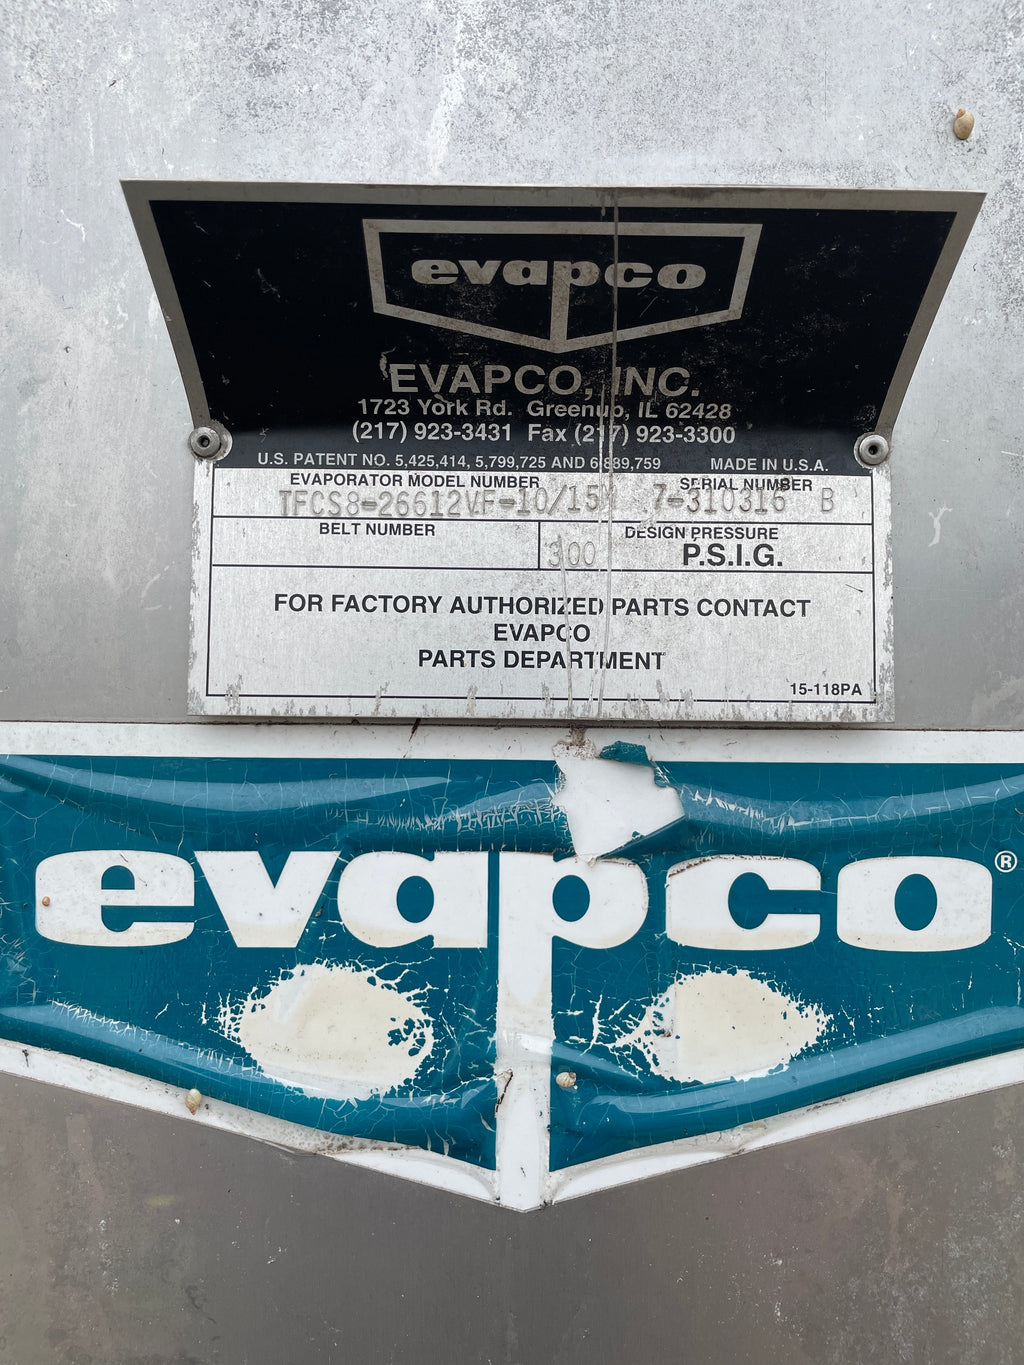 evapco
EVAPCO, INC.
1723 York Rd. Greenup, IL 62428
(217) 923-3431 Fax (217) 923-3300
U.S. PATENT NO. 5,425,414, 5,799,725 AND 6,889,759 MADE IN U.S.A.
EVAPORATOR MODEL NUMBER SERIAL NUMBER
TFCS8-26612VF-10/15M 7-310316 B
BELT NUMBER DESIGN PRESSURE
300 P.S.I.G.
FOR FACTORY AUTHORIZED PARTS CONTACT
EVAPCO
PARTS DEPARTMENT
15-118PA
evapco®